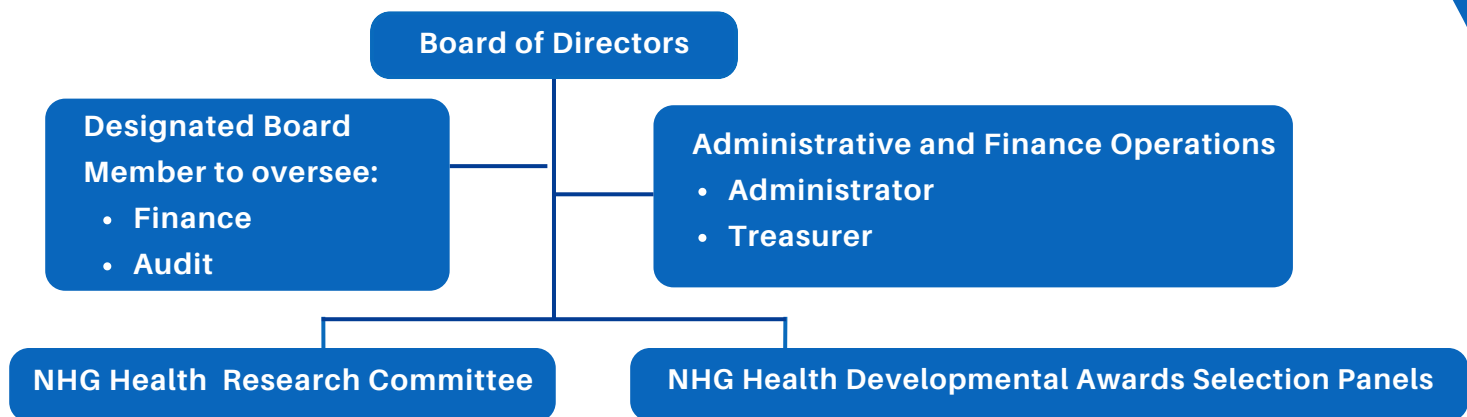 Board of Directors
Designated Board
Member to oversee:
• Finance
• Audit
Administrative and Finance Operations
• Administrator
• Treasurer
NHG Health Research Committee
NHG Health Developmental Awards Selection Panels